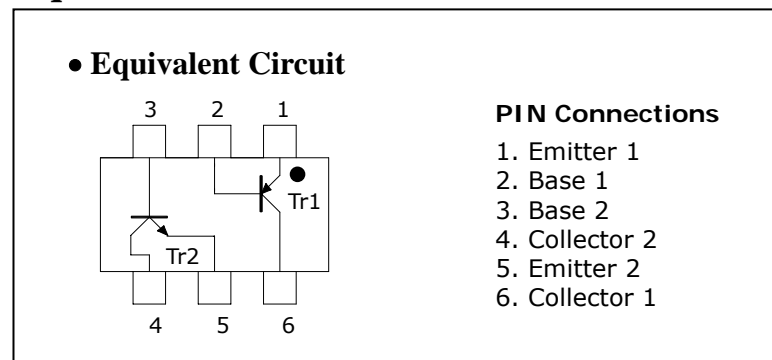 • Equivalent Circuit
3 2 1
Tr1
Tr2
4 5 6
PIN Connections
1. Emitter 1
2. Base 1
3. Base 2
4. Collector 2
5. Emitter 2
6. Collector 1